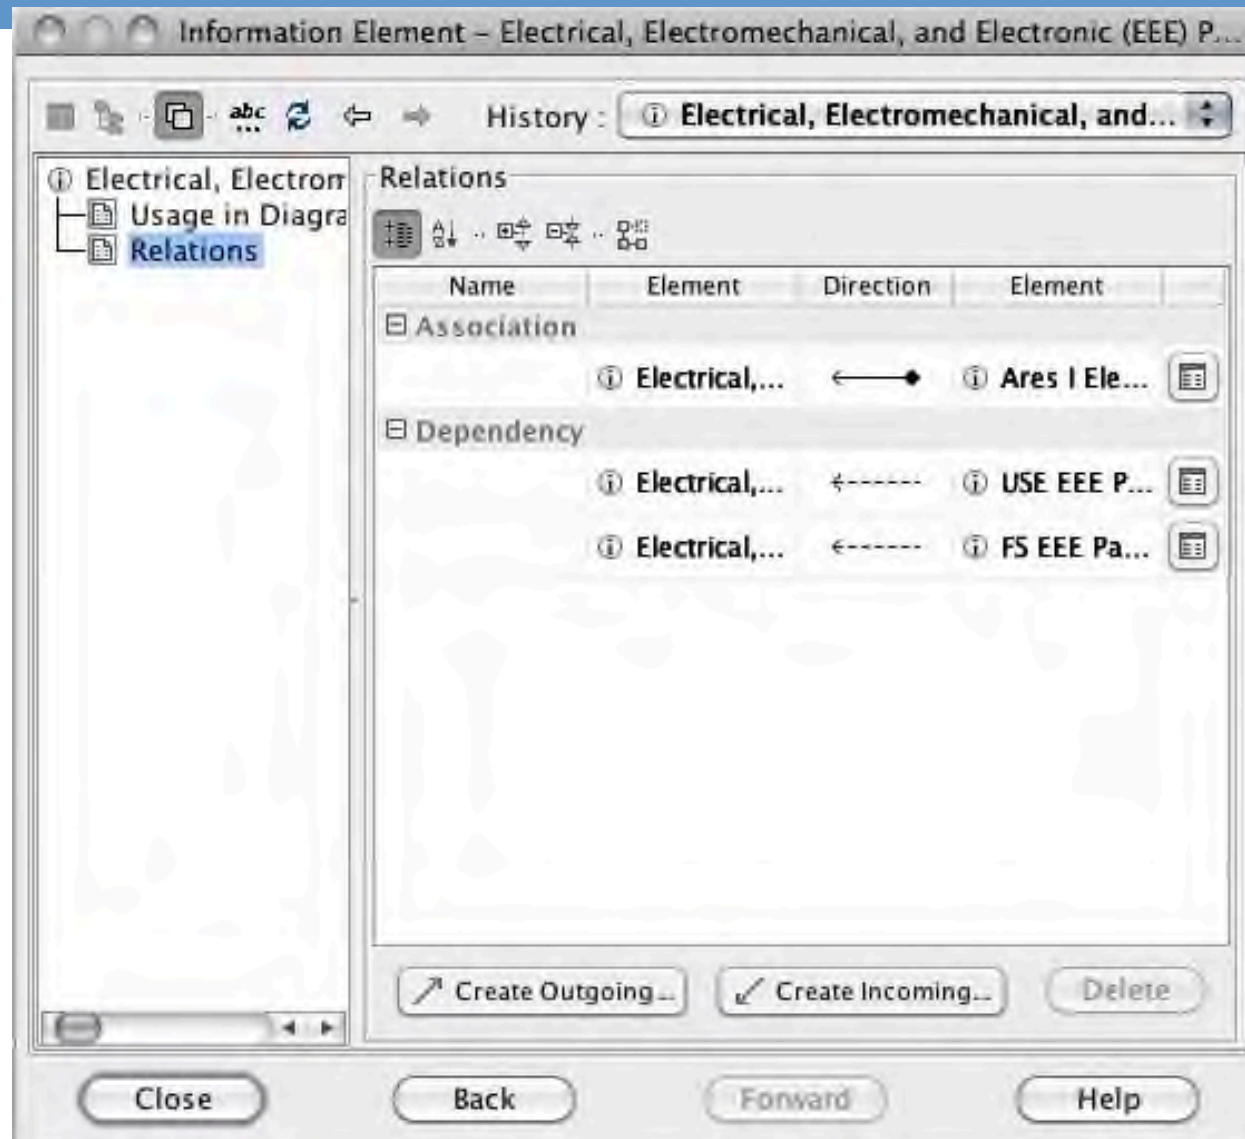 Information Element – Electrical, Electromechanical, and Electronic (EEE) P...
abc
...
History : Electrical, Electromechanical, and...
Electrical, Electrom
Usage in Diagra
Relations
Relations
Name Element Direction Element
Association
Electrical,... Ares I Ele...
Dependency
Electrical,... USE EEE P...
Electrical,... FS EEE Pa...
Create Outgoing... Create Incoming... Delete
Close Back Forward Help